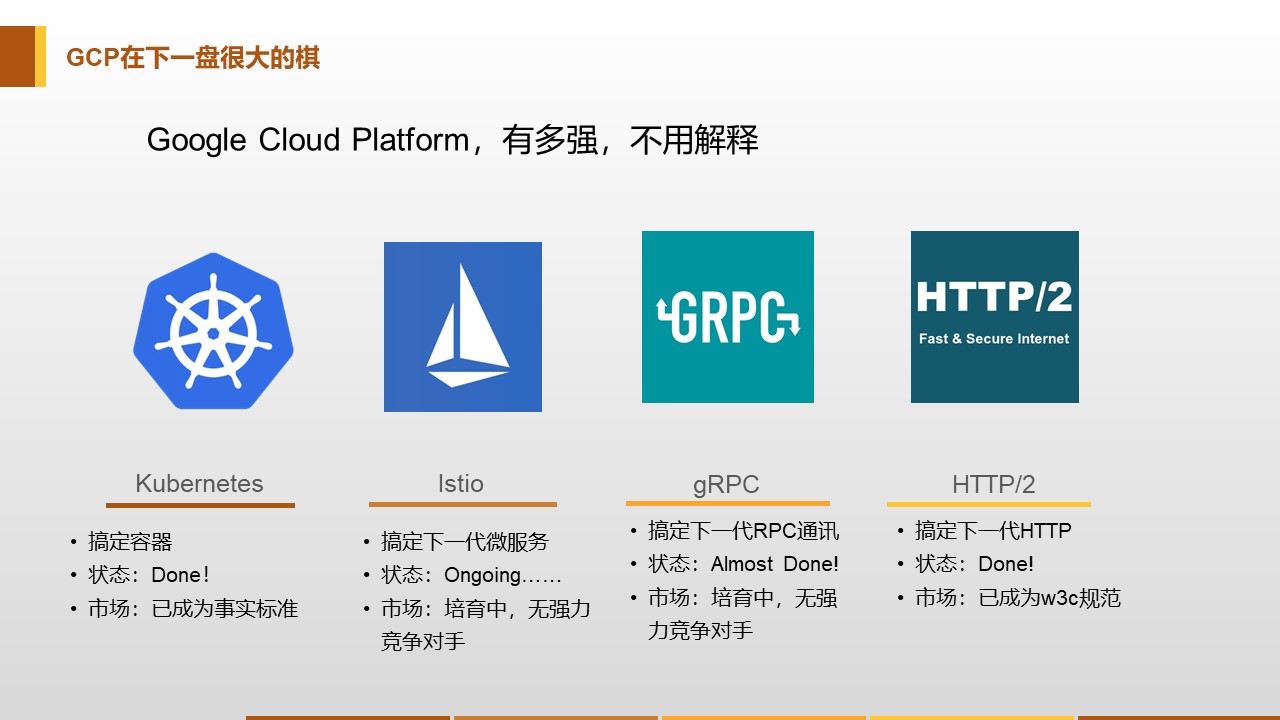 GCP在下一盘很大的棋
Google Cloud Platform，有多强，不用解释
GRPC
HTTP/2
Fast & Secure Internet
Kubernetes
• 搞定容器
• 状态：Done！
• 市场：已成为事实标准
Istio
• 搞定下一代微服务
• 状态：Ongoing……
• 市场：培育中，无强力
竞争对手
gRPC
• 搞定下一代RPC通讯
• 状态：Almost Done!
• 市场：培育中，无强
力竞争对手
HTTP/2
• 搞定下一代HTTP
• 状态：Done!
• 市场：已成为w3c规范